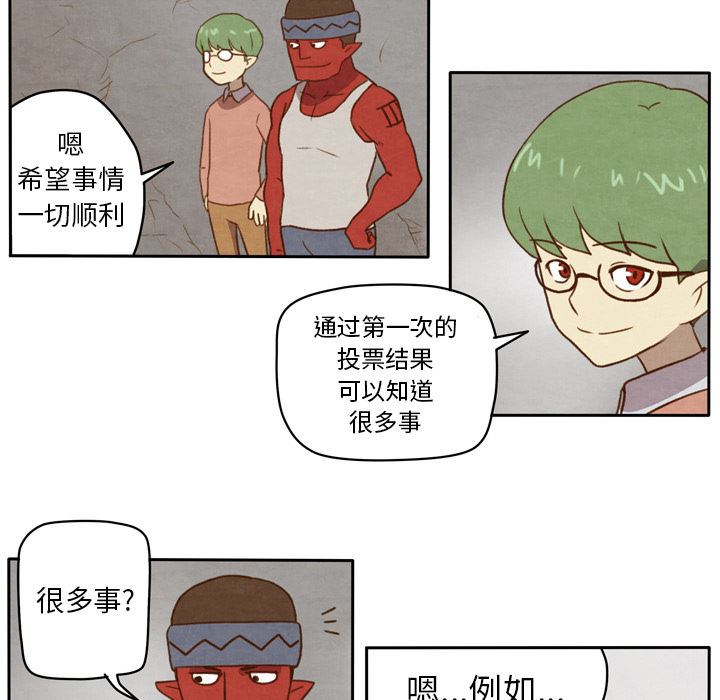 嗯
希望事情
一切顺利
通过第一次的
投票结果
可以知道
很多事
很多事?
嗯...例如...